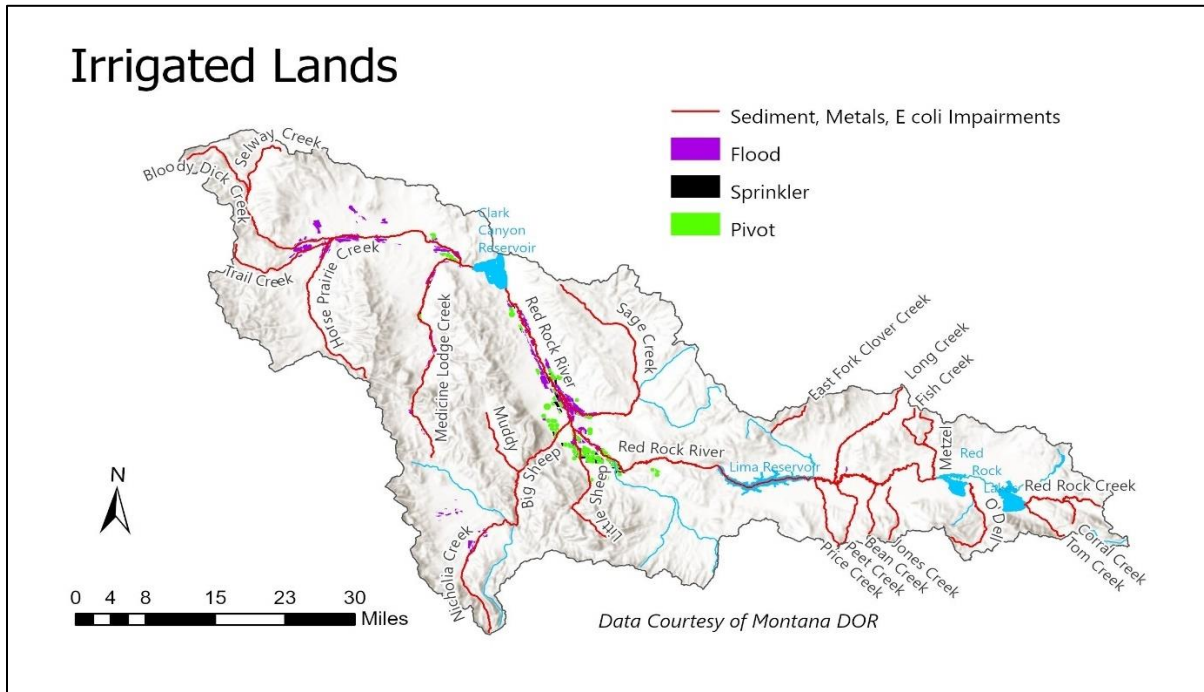 Irrigated Lands
Sediment, Metals, E coli Impairments
Flood
Sprinkler
Pivot
Selway Creek
Bloody Dick Creek
Clark
Canyon
Reservoir
Trail Creek
Horse Prairie Creek
Medicine Lodge Creek
Red Rock River
Sage Creek
East Fork Clover Creek
Long Creek
Fish Creek
Metzel
Muddy
Big Sheep
Little Sheep
Red Rock River
Lima Reservoir
Red
Rock
Lakes
Red Rock Creek
O'Dell
Corral Creek
Tom Creek
Jones Creek
Bean Creek
Peet Creek
Price Creek
Nicholia Creek
N
0 4 8 15 23 30
Miles
Data Courtesy of Montana DOR